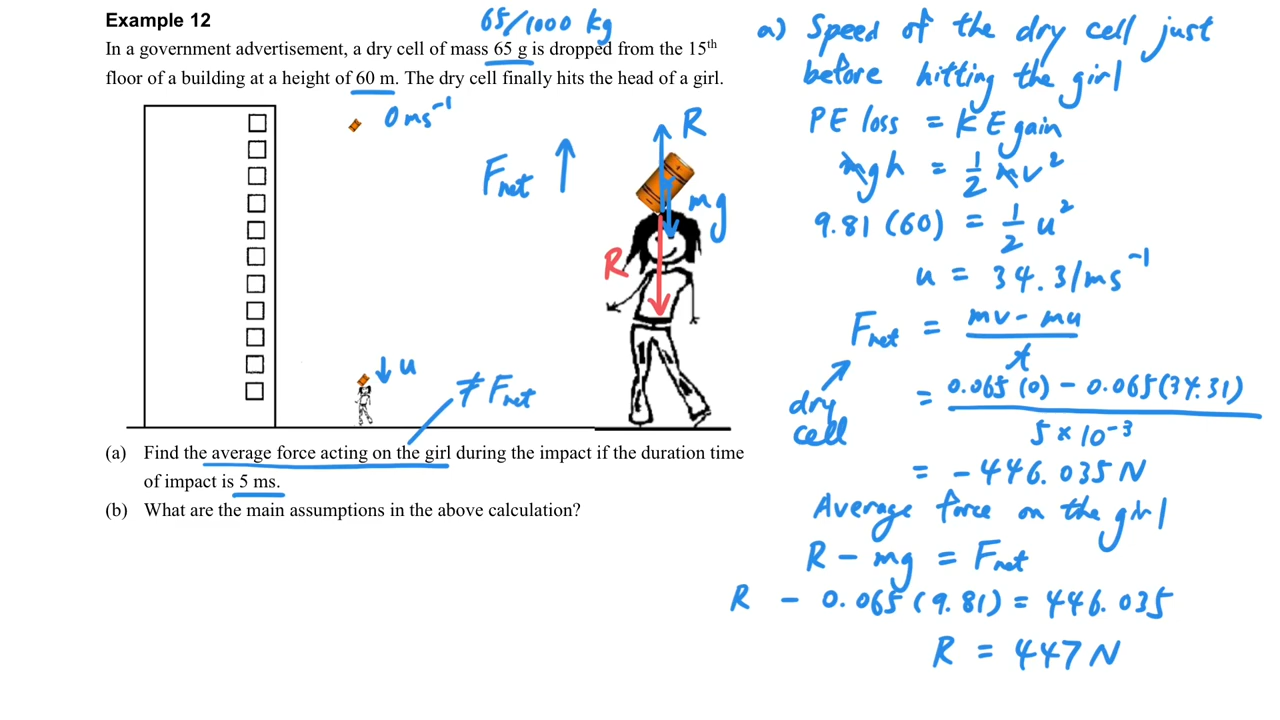 Example 12
65/1000 kg
In a government advertisement, a dry cell of mass 65 g is dropped from the 15th
floor of a building at a height of 60 m. The dry cell finally hits the head of a girl.
0 ms⁻¹
R
Fnet ↑
mg
R
↓ u
≠ Fnet
(a) Find the average force acting on the girl during the impact if the duration time
of impact is 5 ms.
(b) What are the main assumptions in the above calculation?
a) Speed of the dry cell just
before hitting the girl
PE loss = KE gain
mgh = 1/2 mv²
9.81 (60) = 1/2 u²
u = 34.31 ms⁻¹
Fnet = (mv - mu)/t
dry
cell
= (0.065 (0) - 0.065 (34.31))/(5 × 10⁻³)
= - 446.035 N
Average force on the girl
R - mg = Fnet
R - 0.065 (9.81) = 446.035
R = 447 N